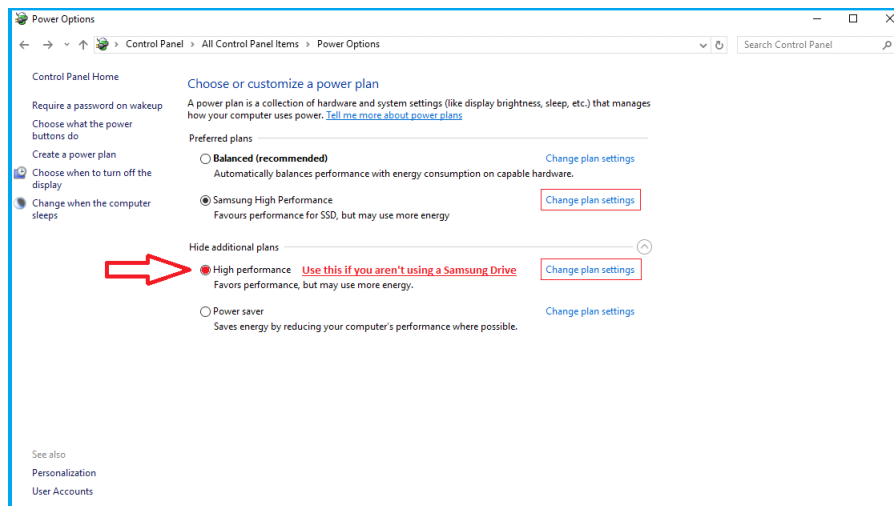 Power Options
Control Panel > All Control Panel Items > Power Options
Search Control Panel
Control Panel Home
Require a password on wakeup
Choose what the power
buttons do
Create a power plan
Choose when to turn off the
display
Change when the computer
sleeps
Choose or customize a power plan
A power plan is a collection of hardware and system settings (like display brightness, sleep, etc.) that manages
how your computer uses power. Tell me more about power plans
Preferred plans
Balanced (recommended) Change plan settings
Automatically balances performance with energy consumption on capable hardware.
Samsung High Performance Change plan settings
Favours performance for SSD, but may use more energy
Hide additional plans
High performance Use this if you aren't using a Samsung Drive Change plan settings
Favors performance, but may use more energy.
Power saver Change plan settings
Saves energy by reducing your computer's performance where possible.
See also
Personalization
User Accounts